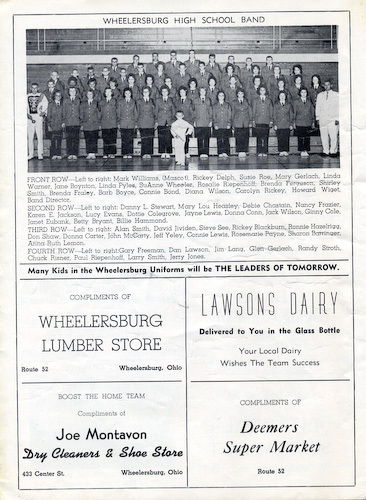 WHEELERSBURG HIGH SCHOOL BAND
FRONT ROW—Left to right: Mark Williams, (Mascot), Rickey Delph, Susie Roe, Mary Gerlach, Linda
Warner, Jane Boynton, Linda Pyles, SuAnne Wheeler, Rosalie Riepenhoff; Brenda Ferguson; Shirley
Smith, Brenda Fraley, Barb Boyce, Connie Bend, Diana Wilson, Carolyn Rickey, Howard Wiget,
Band Director.
SECOND ROW—Left to right: Danny L. Stewart, Mary Lou Heasley; Debie Chastain, Nancy Frazier,
Karen E. Jackson, Lucy Evans, Dottie Colegrove, Jayne Lewis, Donna Conn, Jack Wilson, Ginny Cole,
Janet Eubank, Betty Bryant, Billie Hammond.
THIRD ROW—Left to right: Alan Smith, David Jividen, Steve See, Rickey Blackburn, Ronnie Hazelrigg,
Don Shaw, Donna Carter, John McGarty, Jeff Yeley, Connie Lewis, Rosemarie Payne, Sharon Barringer,
Anita Ruth Lemon.
FOURTH ROW—Left to right: Gary Freeman, Dan Lawson, Jim Lang, Glen Gerlach, Randy Stroth,
Chuck Risner, Paul Riepenhoff, Larry Smith, Jerry Jones.
Many Kids in the Wheelersburg Uniforms will be THE LEADERS OF TOMORROW.
COMPLIMENTS OF
WHEELERSBURG
LUMBER STORE
Route 52 Wheelersburg, Ohio
LAWSONS DAIRY
Delivered to You in the Glass Bottle
Your Local Dairy
Wishes The Team Success
BOOST THE HOME TEAM
Compliments of
Joe Montavon
Dry Cleaners & Shoe Store
433 Center St. Wheelersburg, Ohio
COMPLIMENTS OF
Deemers
Super Market
Route 52